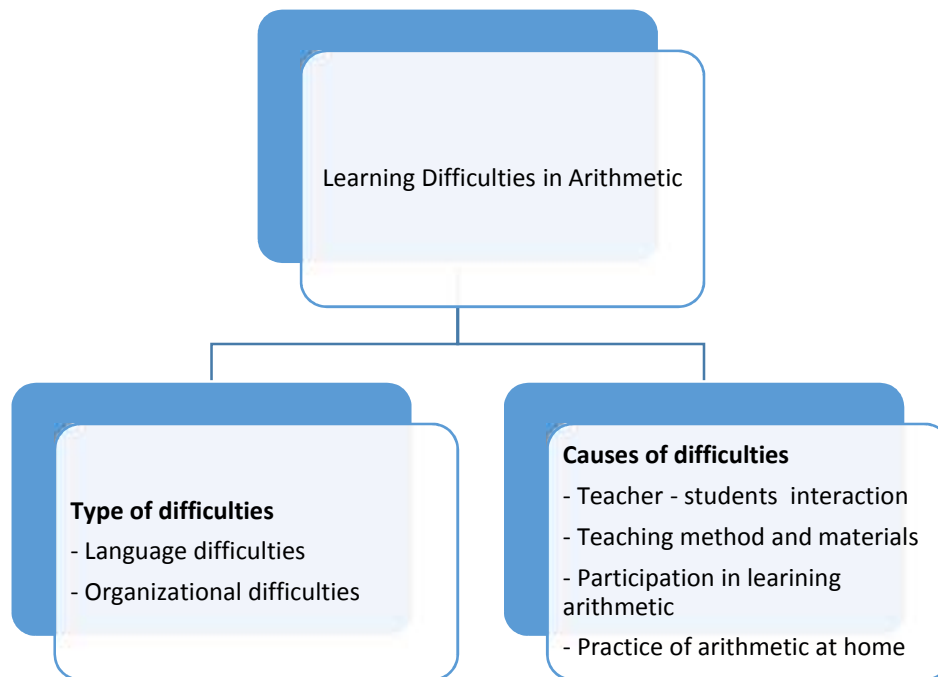 Learning Difficulties in Arithmetic
Type of difficulties
- Language difficulties
- Organizational difficulties
Causes of difficulties
- Teacher - students  interaction
- Teaching method and materials
- Participation in learining
arithmetic
- Practice of arithmetic at home